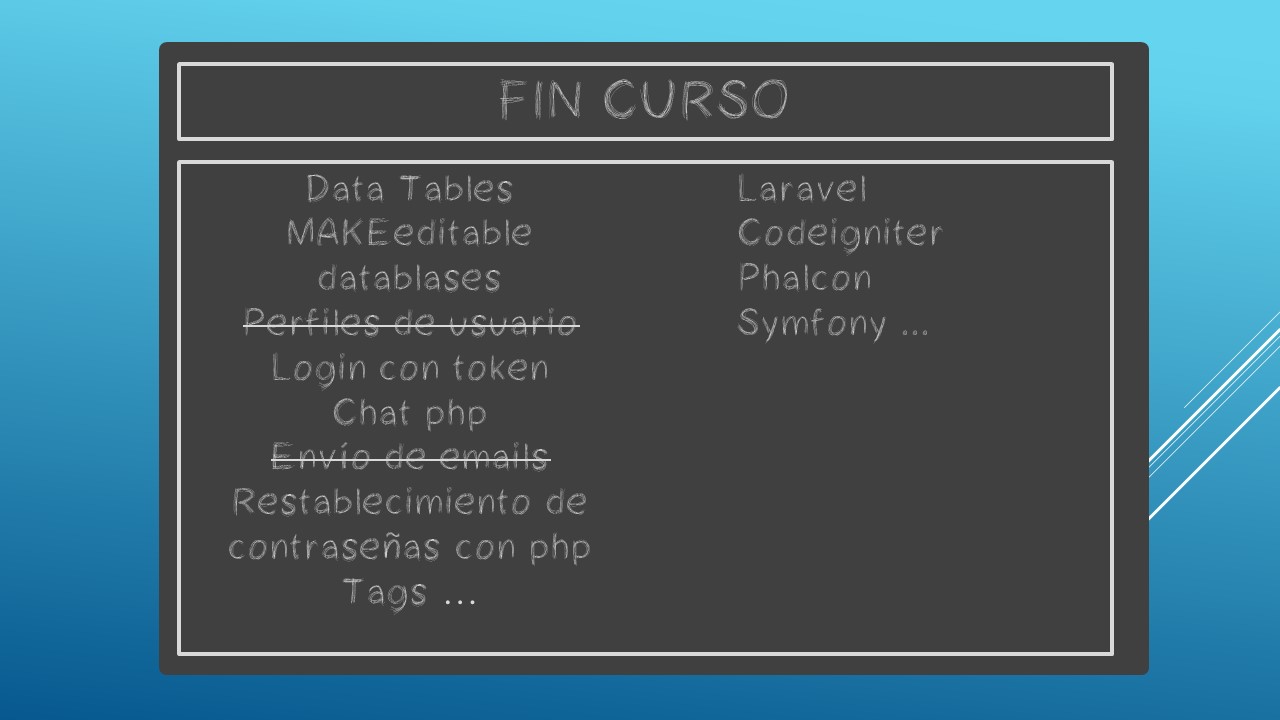 FIN CURSO
Data Tables
MAKEeditable
datablases
Perfiles de usuario
Login con token
Chat php
Envío de emails
Restablecimiento de
contraseñas con php
Tags ...
Laravel
Codeigniter
Phalcon
Symfony ...